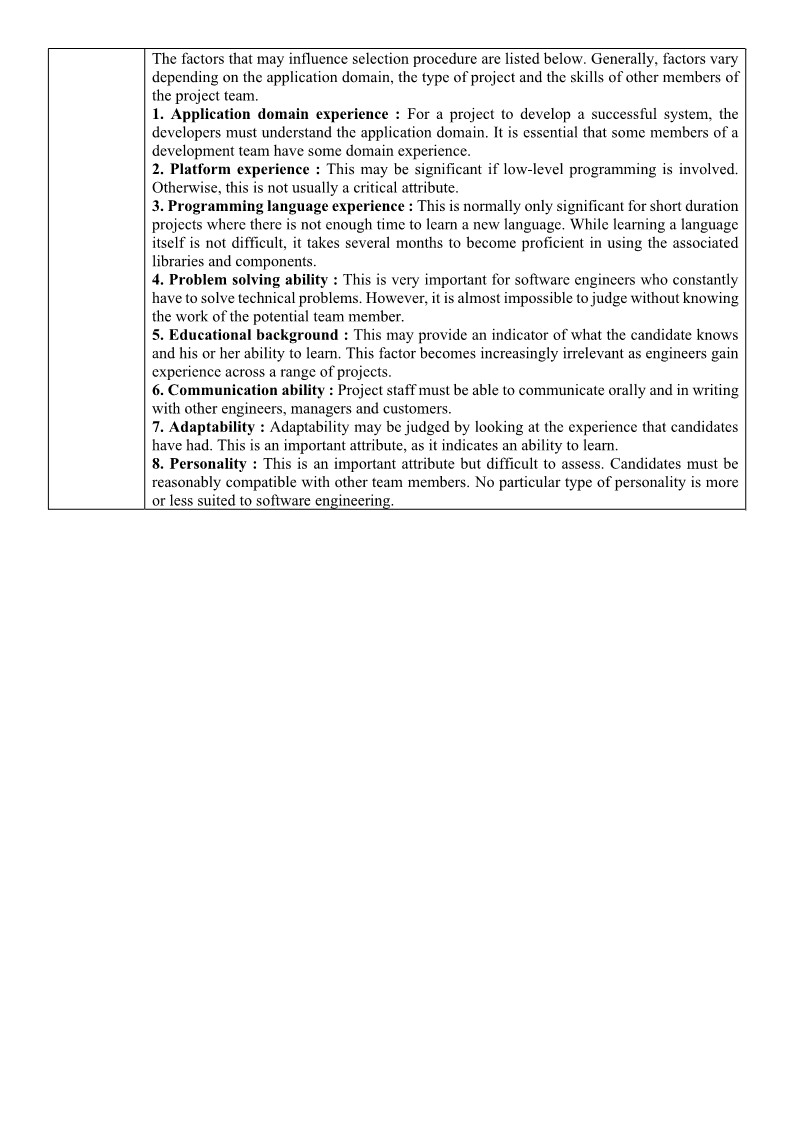 The factors that may influence selection procedure are listed below. Generally, factors vary
depending on the application domain, the type of project and the skills of other members of
the project team.
1. Application domain experience : For a project to develop a successful system, the
developers must understand the application domain. It is essential that some members of a
development team have some domain experience.
2. Platform experience : This may be significant if low-level programming is involved.
Otherwise, this is not usually a critical attribute.
3. Programming language experience : This is normally only significant for short duration
projects where there is not enough time to learn a new language. While learning a language
itself is not difficult, it takes several months to become proficient in using the associated
libraries and components.
4. Problem solving ability : This is very important for software engineers who constantly
have to solve technical problems. However, it is almost impossible to judge without knowing
the work of the potential team member.
5. Educational background : This may provide an indicator of what the candidate knows
and his or her ability to learn. This factor becomes increasingly irrelevant as engineers gain
experience across a range of projects.
6. Communication ability : Project staff must be able to communicate orally and in writing
with other engineers, managers and customers.
7. Adaptability : Adaptability may be judged by looking at the experience that candidates
have had. This is an important attribute, as it indicates an ability to learn.
8. Personality : This is an important attribute but difficult to assess. Candidates must be
reasonably compatible with other team members. No particular type of personality is more
or less suited to software engineering.